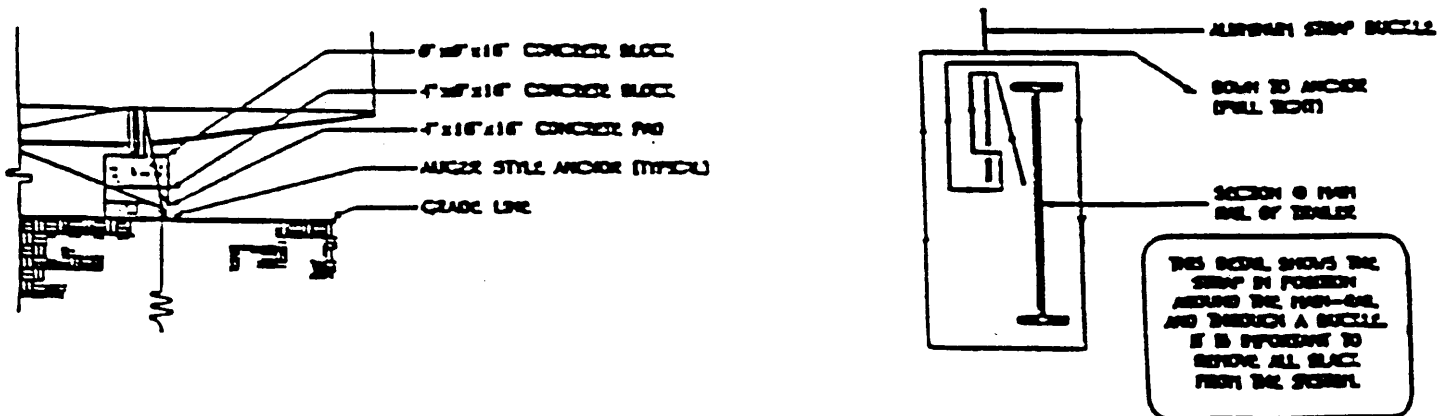 8"x8"x16" CONCRETE BLOCK
4"x8"x16" CONCRETE BLOCK
4"x16"x16" CONCRETE PAD
AUGER STYLE ANCHOR (TYPICAL)
GRADE LINE
ALUMINUM STRAP BUCKLE
DOWN TO ANCHOR
(PULL TIGHT)
SECTION @ MAIN
RAIL OF TRAILER
THIS DETAIL SHOWS THE
STRAP IN POSITION
AROUND THE MAIN-RAIL
AND THROUGH A BUCKLE.
IT IS IMPORTANT TO
REMOVE ALL SLACK
FROM THE SYSTEM.